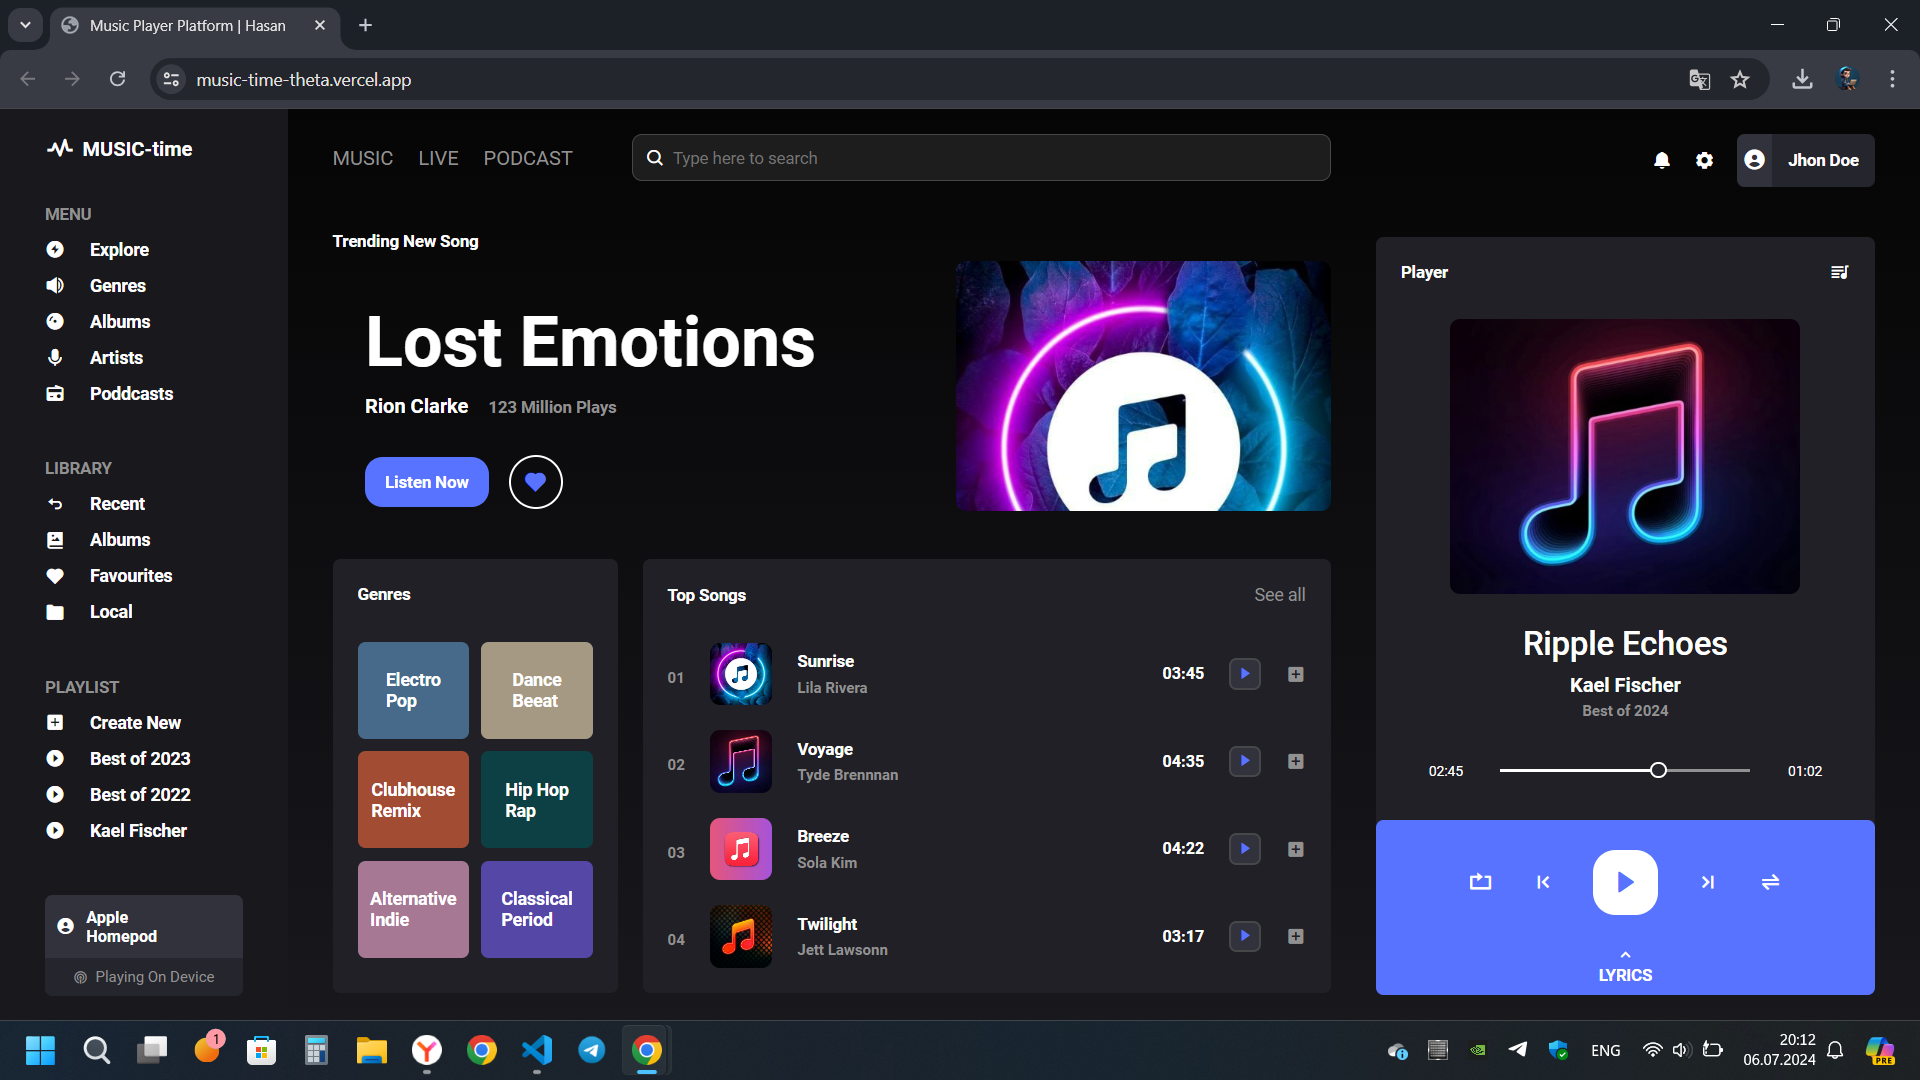 Music Player Platform | Hasan
music-time-theta.vercel.app
MUSIC-time
MENU
Explore
Genres
Albums
Artists
Poddcasts
LIBRARY
Recent
Albums
Favourites
Local
PLAYLIST
Create New
Best of 2023
Best of 2022
Kael Fischer
Apple
Homepod
Playing On Device
MUSIC LIVE PODCAST
Type here to search
Jhon Doe
Trending New Song
Lost Emotions
Rion Clarke 123 Million Plays
Listen Now
Genres
Electro
Pop
Dance
Beeat
Clubhouse
Remix
Hip Hop
Rap
Alternative
Indie
Classical
Period
Top Songs See all
01 Sunrise 03:45
Lila Rivera
02 Voyage 04:35
Tyde Brennnan
03 Breeze 04:22
Sola Kim
04 Twilight 03:17
Jett Lawsonn
Player
Ripple Echoes
Kael Fischer
Best of 2024
02:45 01:02
LYRICS
1
ENG
20:12
06.07.2024
PRE